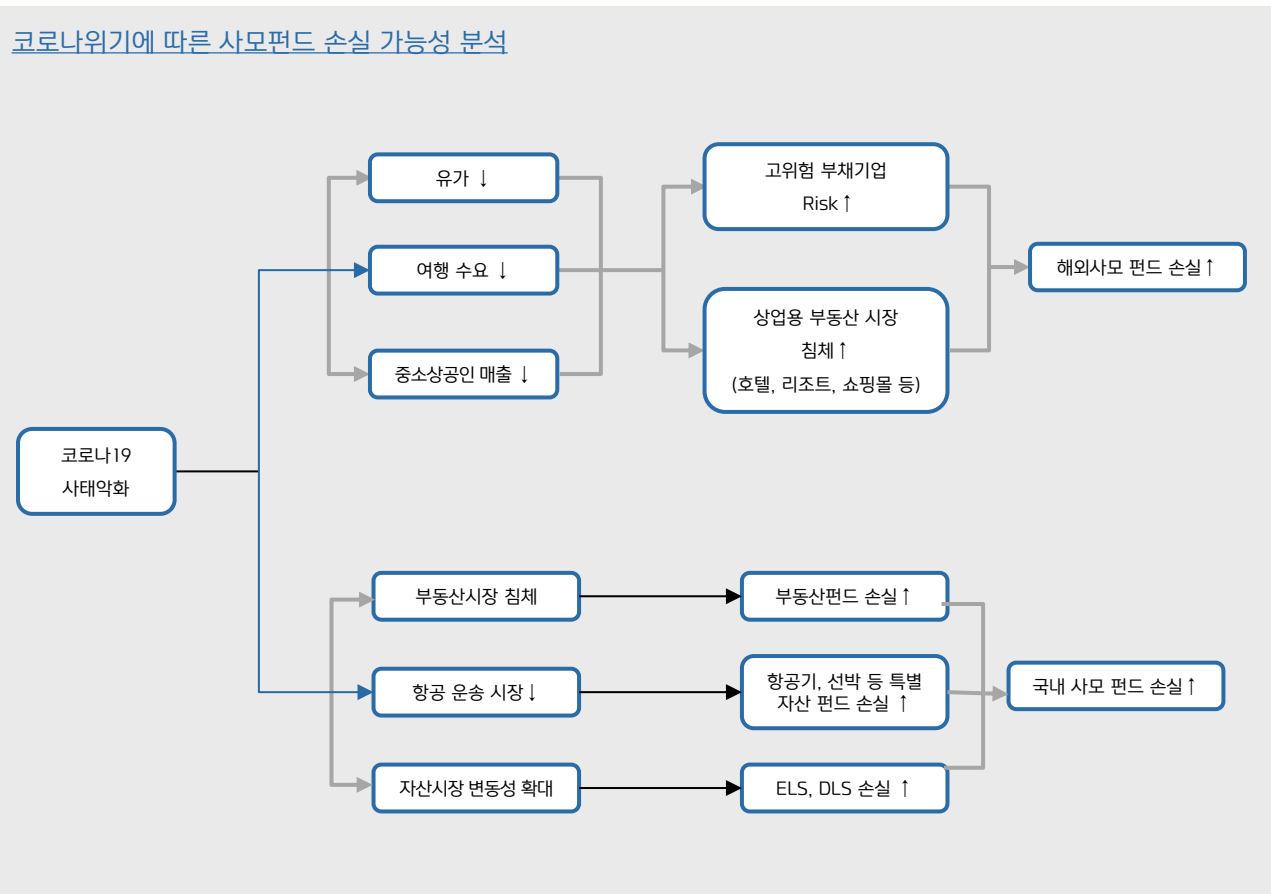 코로나위기에 따른 사모펀드 손실 가능성 분석
유가 ↓
여행 수요 ↓
중소상공인 매출 ↓
고위험 부채기업
Risk ↑
상업용 부동산 시장
침체 ↑
(호텔, 리조트, 쇼핑몰 등)
해외사모 펀드 손실 ↑
코로나19
사태악화
부동산시장 침체
항공 운송 시장 ↓
자산시장 변동성 확대
부동산펀드 손실 ↑
항공기, 선박 등 특별
자산 펀드 손실 ↑
ELS, DLS 손실 ↑
국내 사모 펀드 손실 ↑